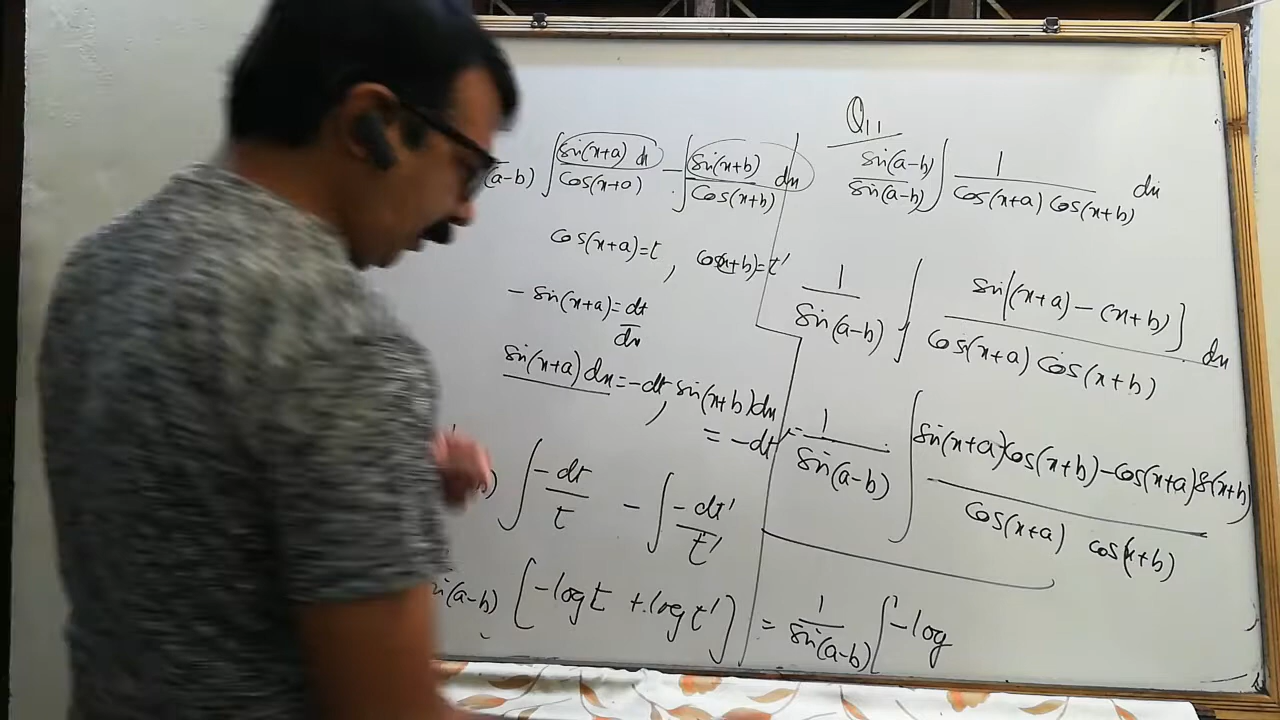 Q11
sin(a-b)/sin(a-b) ∫ 1/(cos(x+a) cos(x+b)) dx
1/sin(a-b) ∫ sin[(x+a) - (x+b)]/(cos(x+a) cos(x+b)) dx
= 1/sin(a-b) ∫ (sin(x+a)cos(x+b) - cos(x+a)s(x+b))/(cos(x+a) cos(x+b))
(a-b) ∫ sin(x+a) dx/cos(x+a) - ∫ sin(x+b)/cos(x+b) dx
cos(x+a)=t, cos(x+b)=t'
- sin(x+a)=dt/dx
sin(x+a)dx=-dt, sin(x+b)dx
= -dt'
∫ -dt/t - ∫ -dt'/t'
(a-b) [-log t + log t']
= 1/sin(a-b) [-log